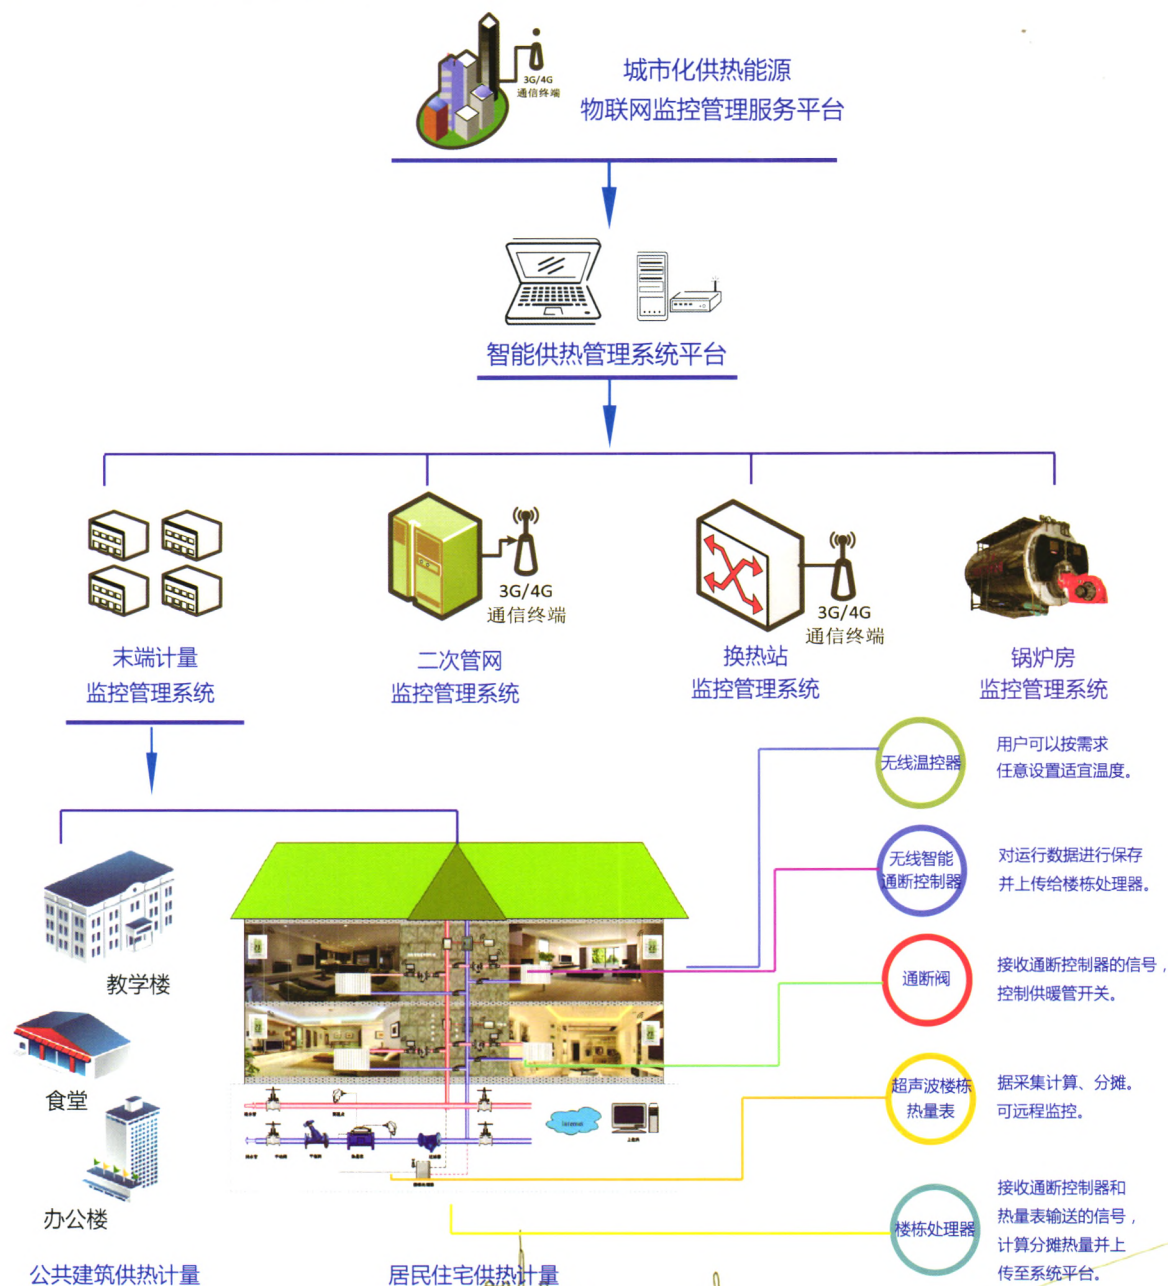 3G/4G
通信终端
城市化供热能源
物联网监控管理服务平台
智能供热管理系统平台
3G/4G
通信终端
3G/4G
通信终端
末端计量
监控管理系统
二次管网
监控管理系统
换热站
监控管理系统
锅炉房
监控管理系统
无线温控器
用户可以按需求
任意设置适宜温度。
无线智能
通断控制器
对运行数据进行保存
并上传给楼栋处理器。
通断阀
接收通断控制器的信号，
控制供暖管开关。
超声波楼栋
热量表
据采集计算、分摊。
可远程监控。
楼栋处理器
接收通断控制器和
热量表输送的信号，
计算分摊热量并上
传至系统平台。
教学楼
食堂
办公楼
Internet
公共建筑供热计量
居民住宅供热计量